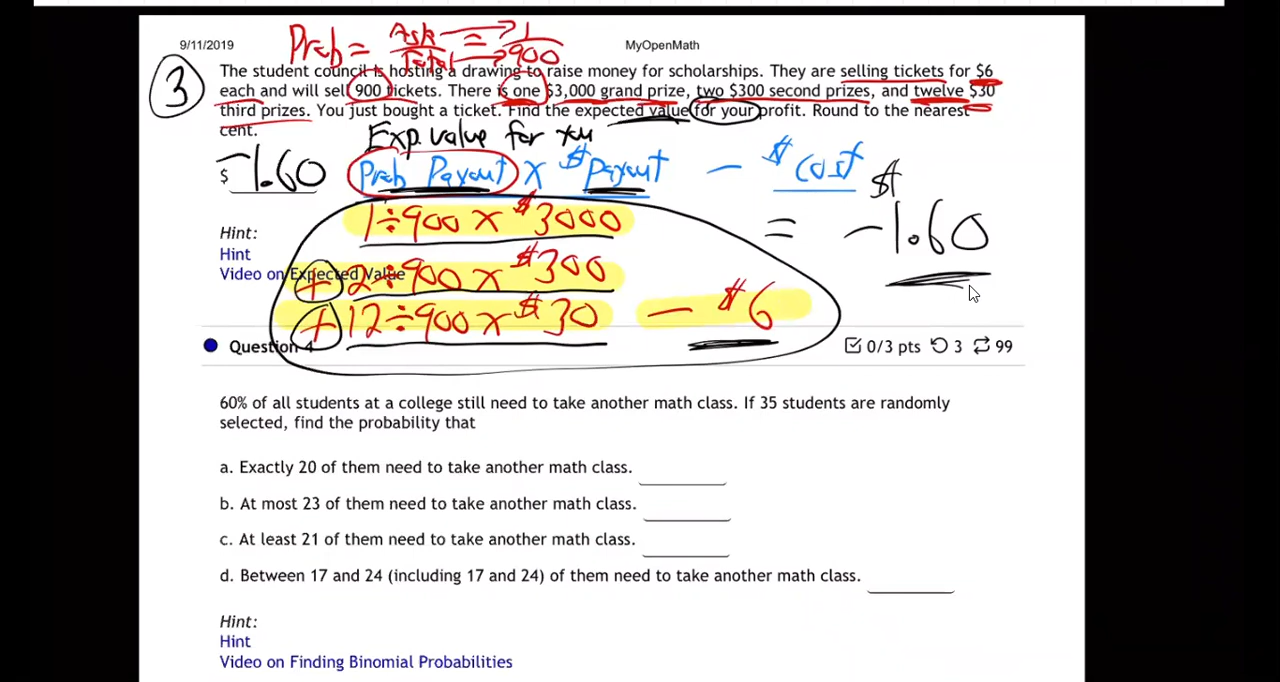 9/11/2019
MyOpenMath
Prob = Ask / Total = 1 / 900
3
The student council is hosting a drawing to raise money for scholarships. They are selling tickets for $6
each and will sell 900 tickets. There is one $3,000 grand prize, two $300 second prizes, and twelve $30
third prizes. You just bought a ticket. Find the expected value for your profit. Round to the nearest
cent.
Exp. value for you
$ -1.60
Prob Payout x $Payout - $Cost
1÷900 x $3000
= $ -1.60
Hint:
Hint
Video on Expected Value
+ 2÷900 x $300
+ 12÷900 x $30 - $6
Question 4
0/3 pts 3 99
60% of all students at a college still need to take another math class. If 35 students are randomly
selected, find the probability that
a. Exactly 20 of them need to take another math class.
b. At most 23 of them need to take another math class.
c. At least 21 of them need to take another math class.
d. Between 17 and 24 (including 17 and 24) of them need to take another math class.
Hint:
Hint
Video on Finding Binomial Probabilities